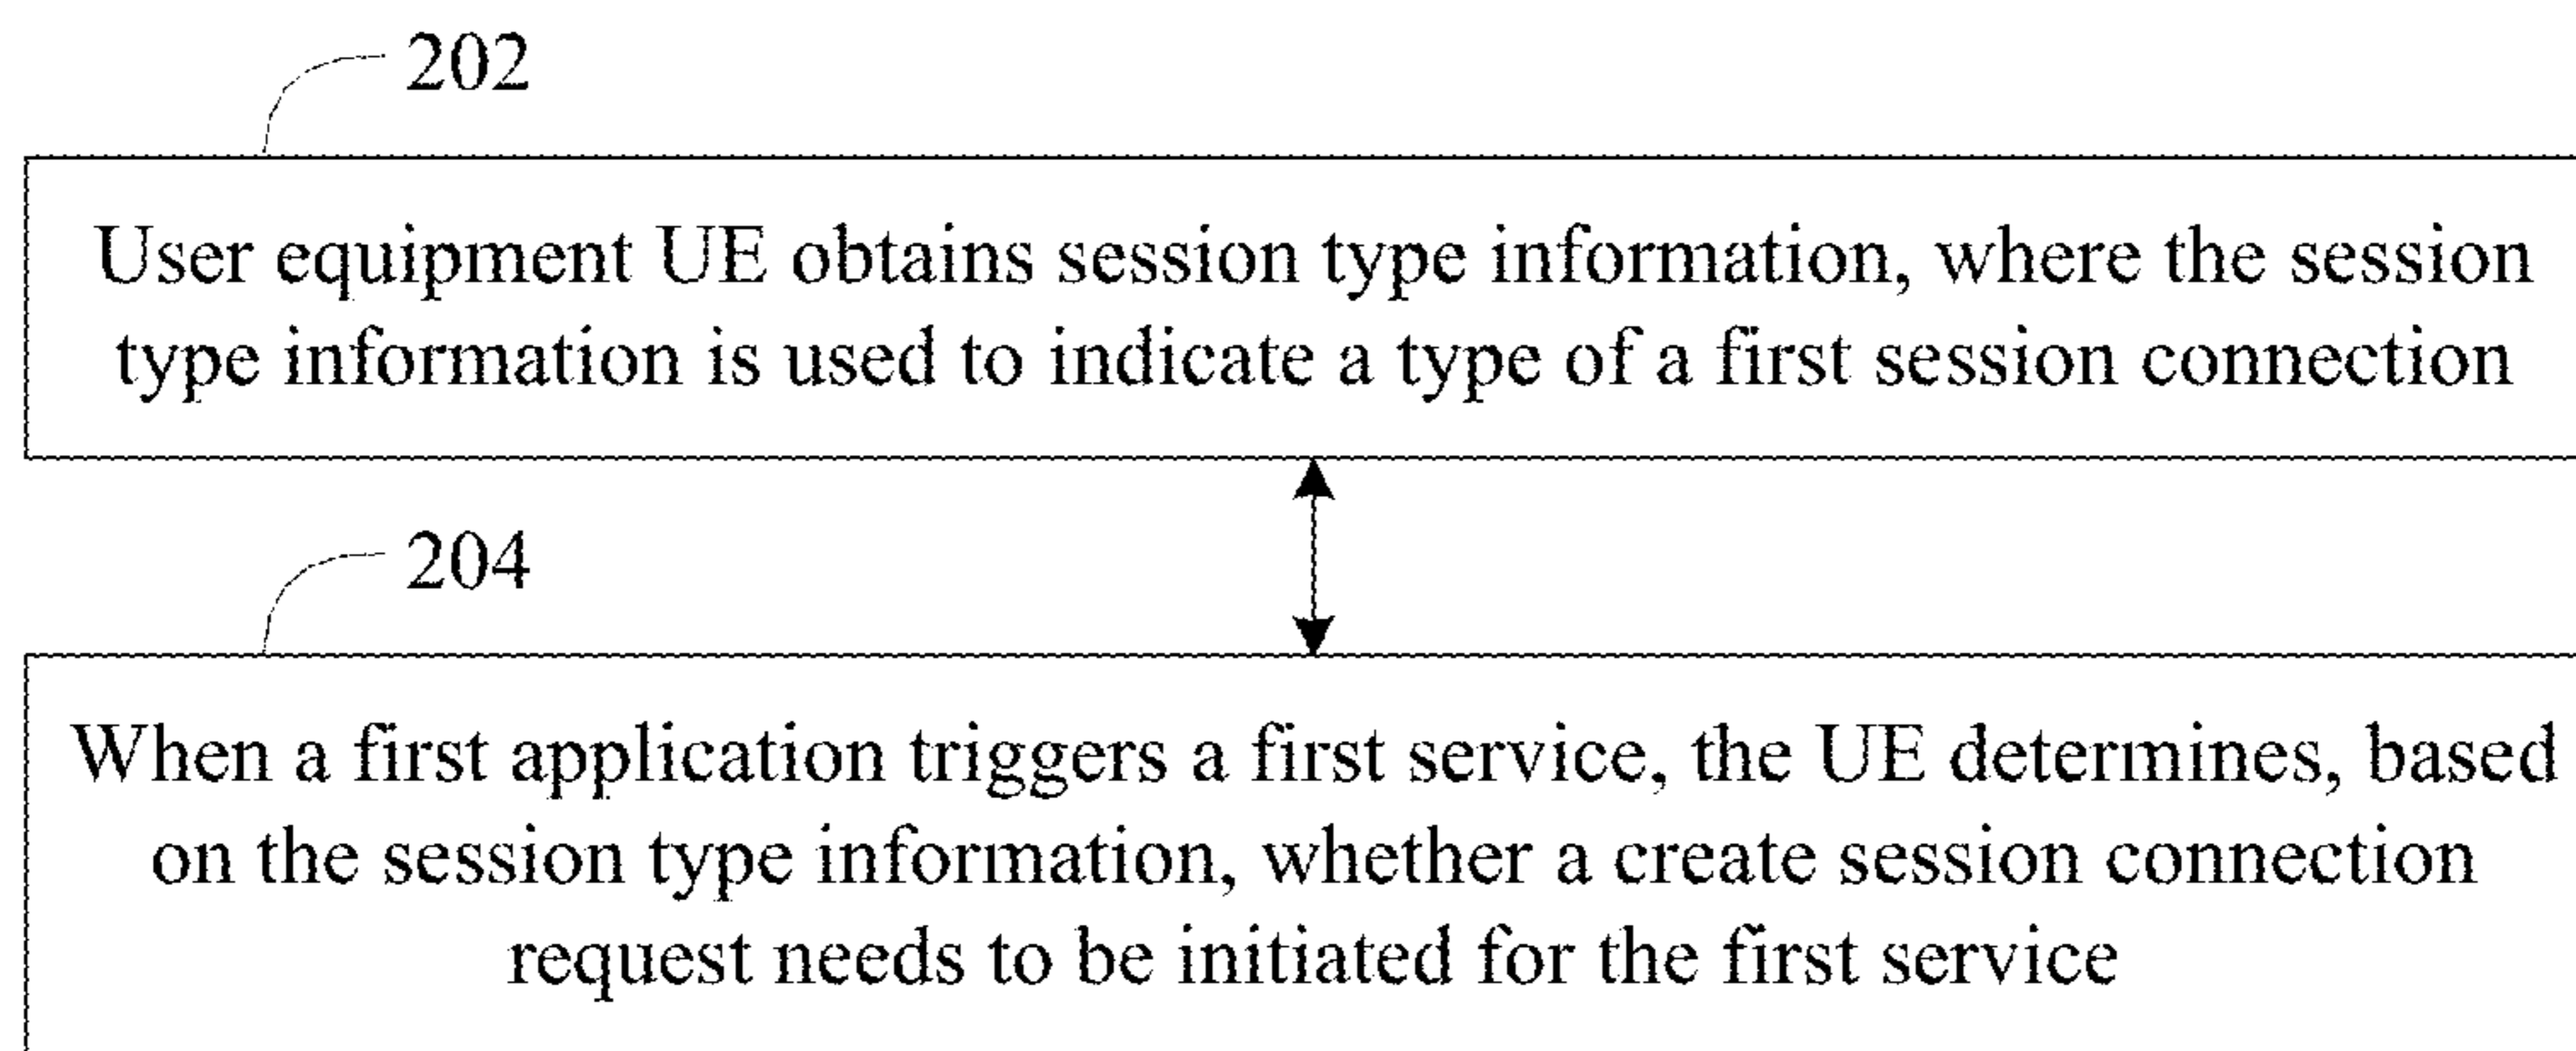 202
User equipment UE obtains session type information, where the session
type information is used to indicate a type of a first session connection
204
When a first application triggers a first service, the UE determines, based
on the session type information, whether a create session connection
request needs to be initiated for the first service